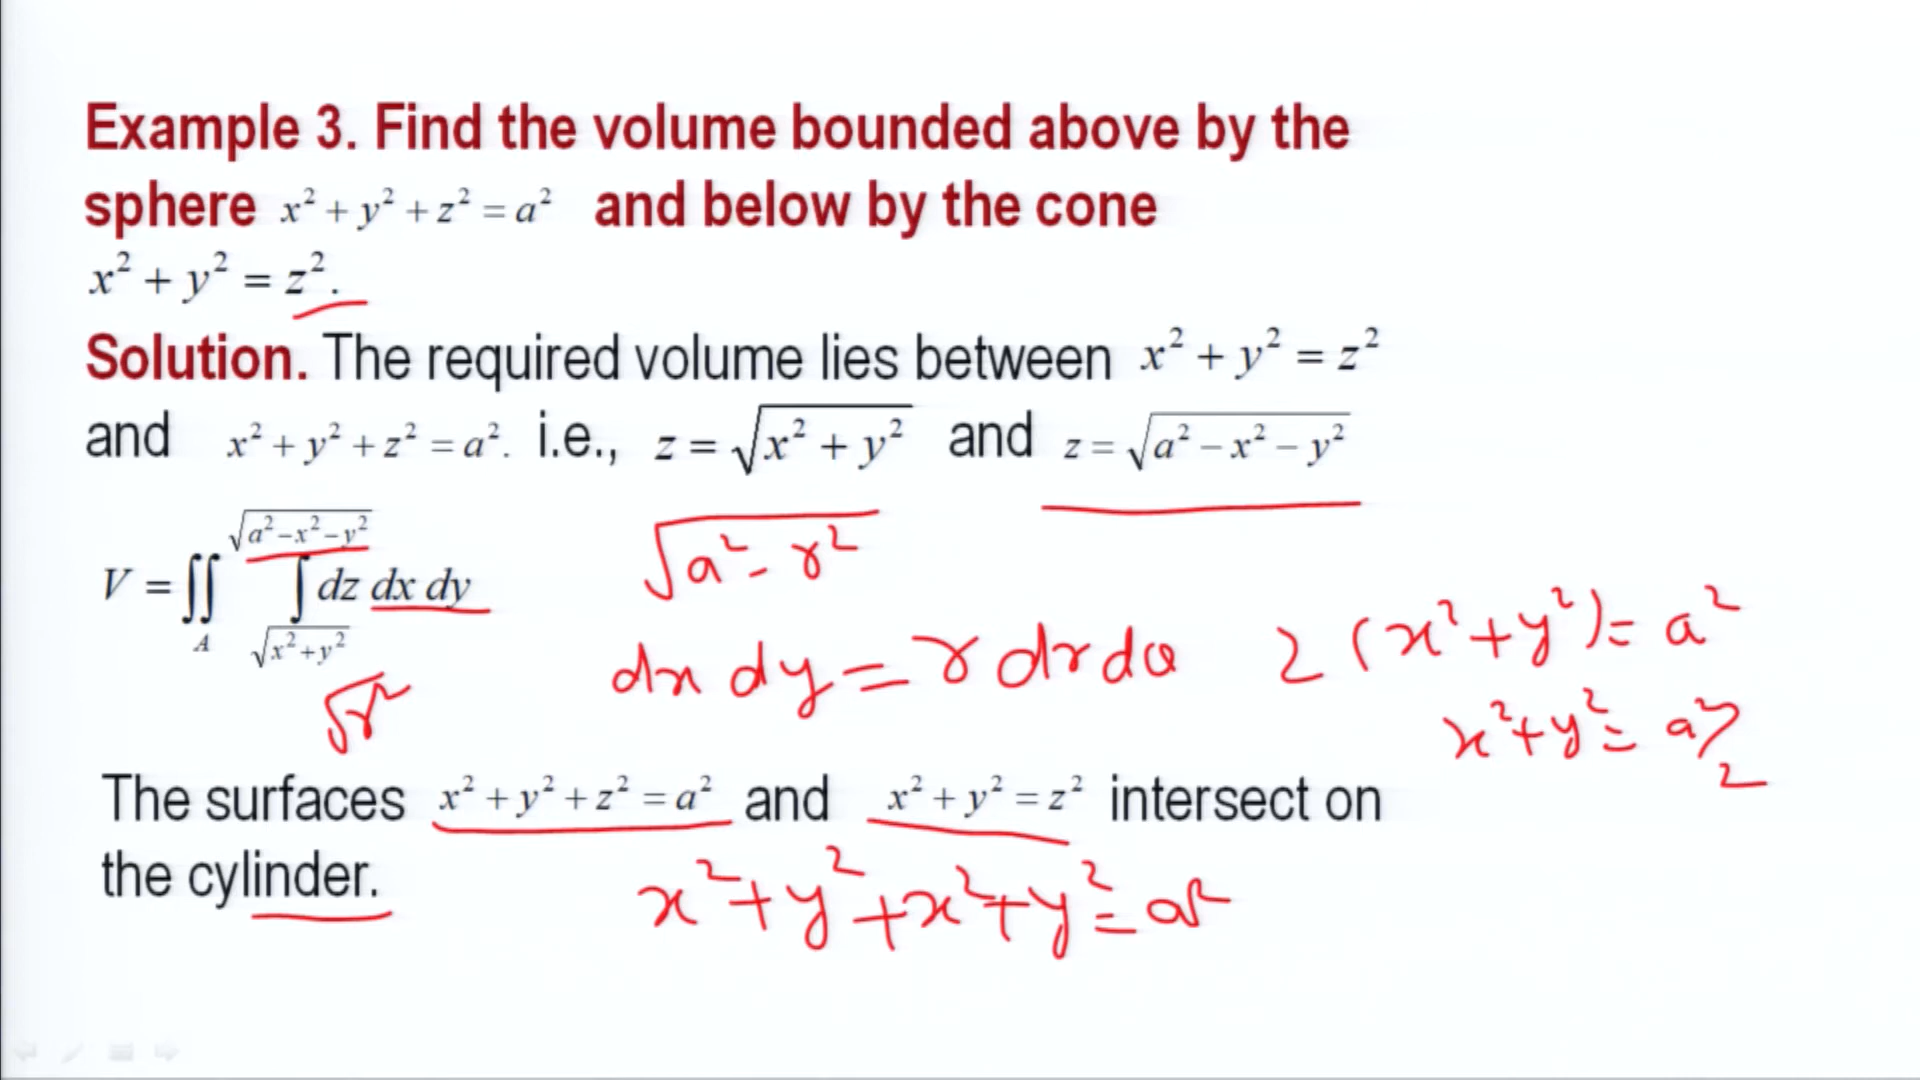 Example 3. Find the volume bounded above by the
sphere x² + y² + z² = a² and below by the cone
x² + y² = z².
Solution. The required volume lies between x² + y² = z²
and x² + y² + z² = a². i.e., z = √(x² + y²) and z = √(a² − x² − y²)
V = ∬_A ∫_{√(x²+y²)}^{√(a²−x²−y²)} dz dx dy
√(a² − r²)
√r²
dx dy = r dr dθ
2(x² + y²) = a²
x² + y² = a²/2
The surfaces x² + y² + z² = a² and x² + y² = z² intersect on
the cylinder.
x² + y² + x² + y² = a²